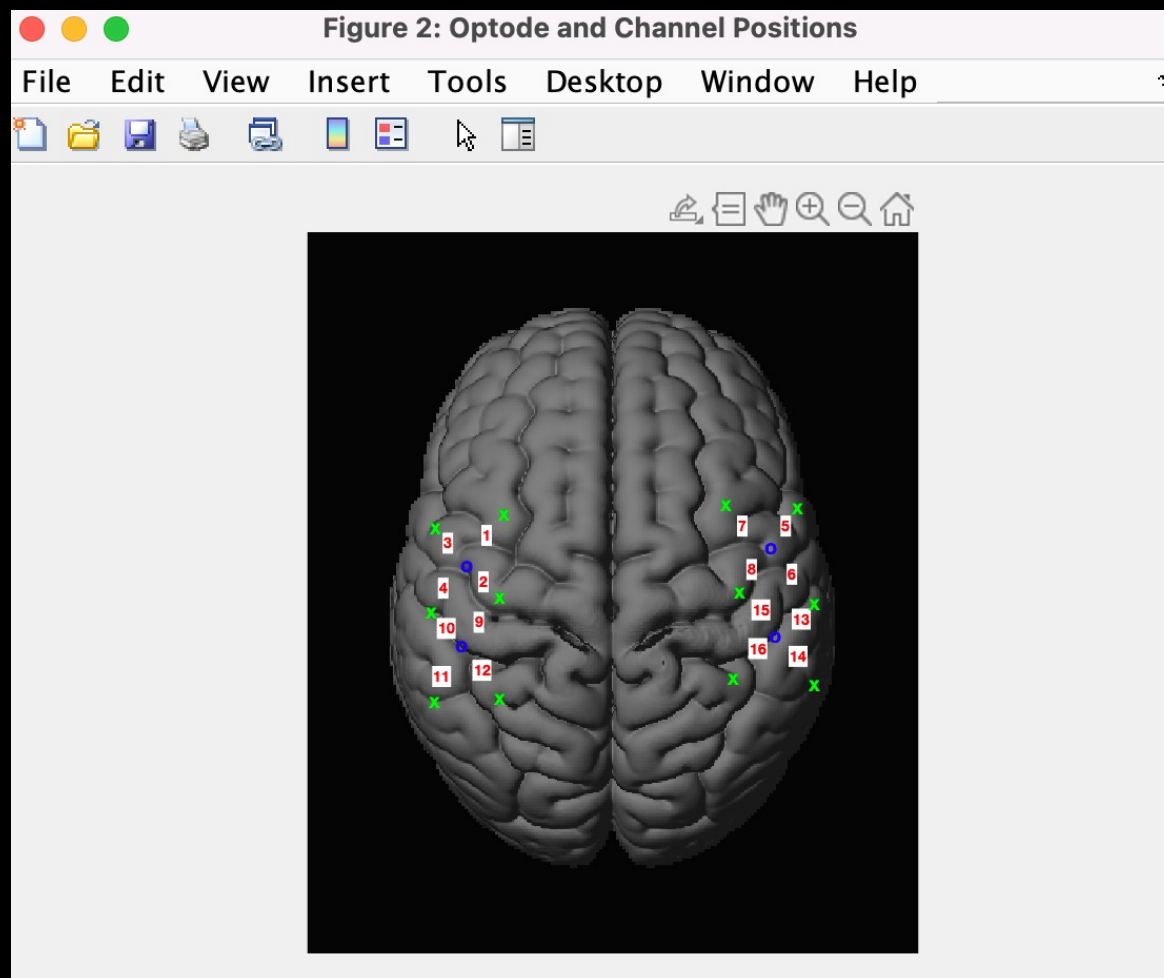 Figure 2: Optode and Channel Positions
File Edit View Insert Tools Desktop Window Help
x x
x x
7 5
3 1
o
o
8 6
4 2
x x
x x
15
10 9 13
o
o
16 14
11 12
x x
x x